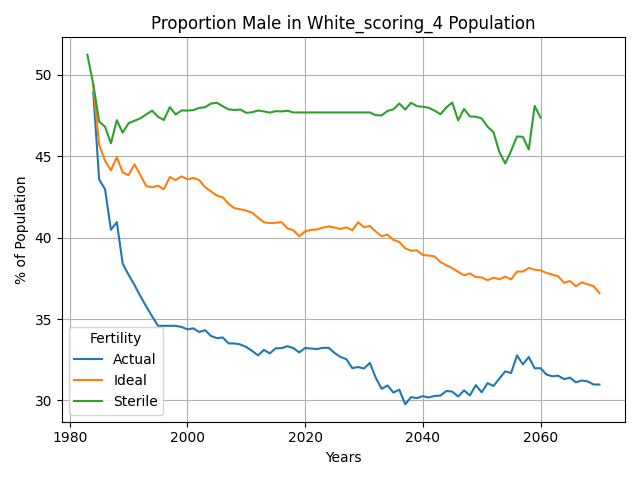 Proportion Male in White_scoring_4 Population
% of Population
50
45
40
35
30
Fertility
Actual
Ideal
Sterile
1980
2000
2020
2040
2060
Years